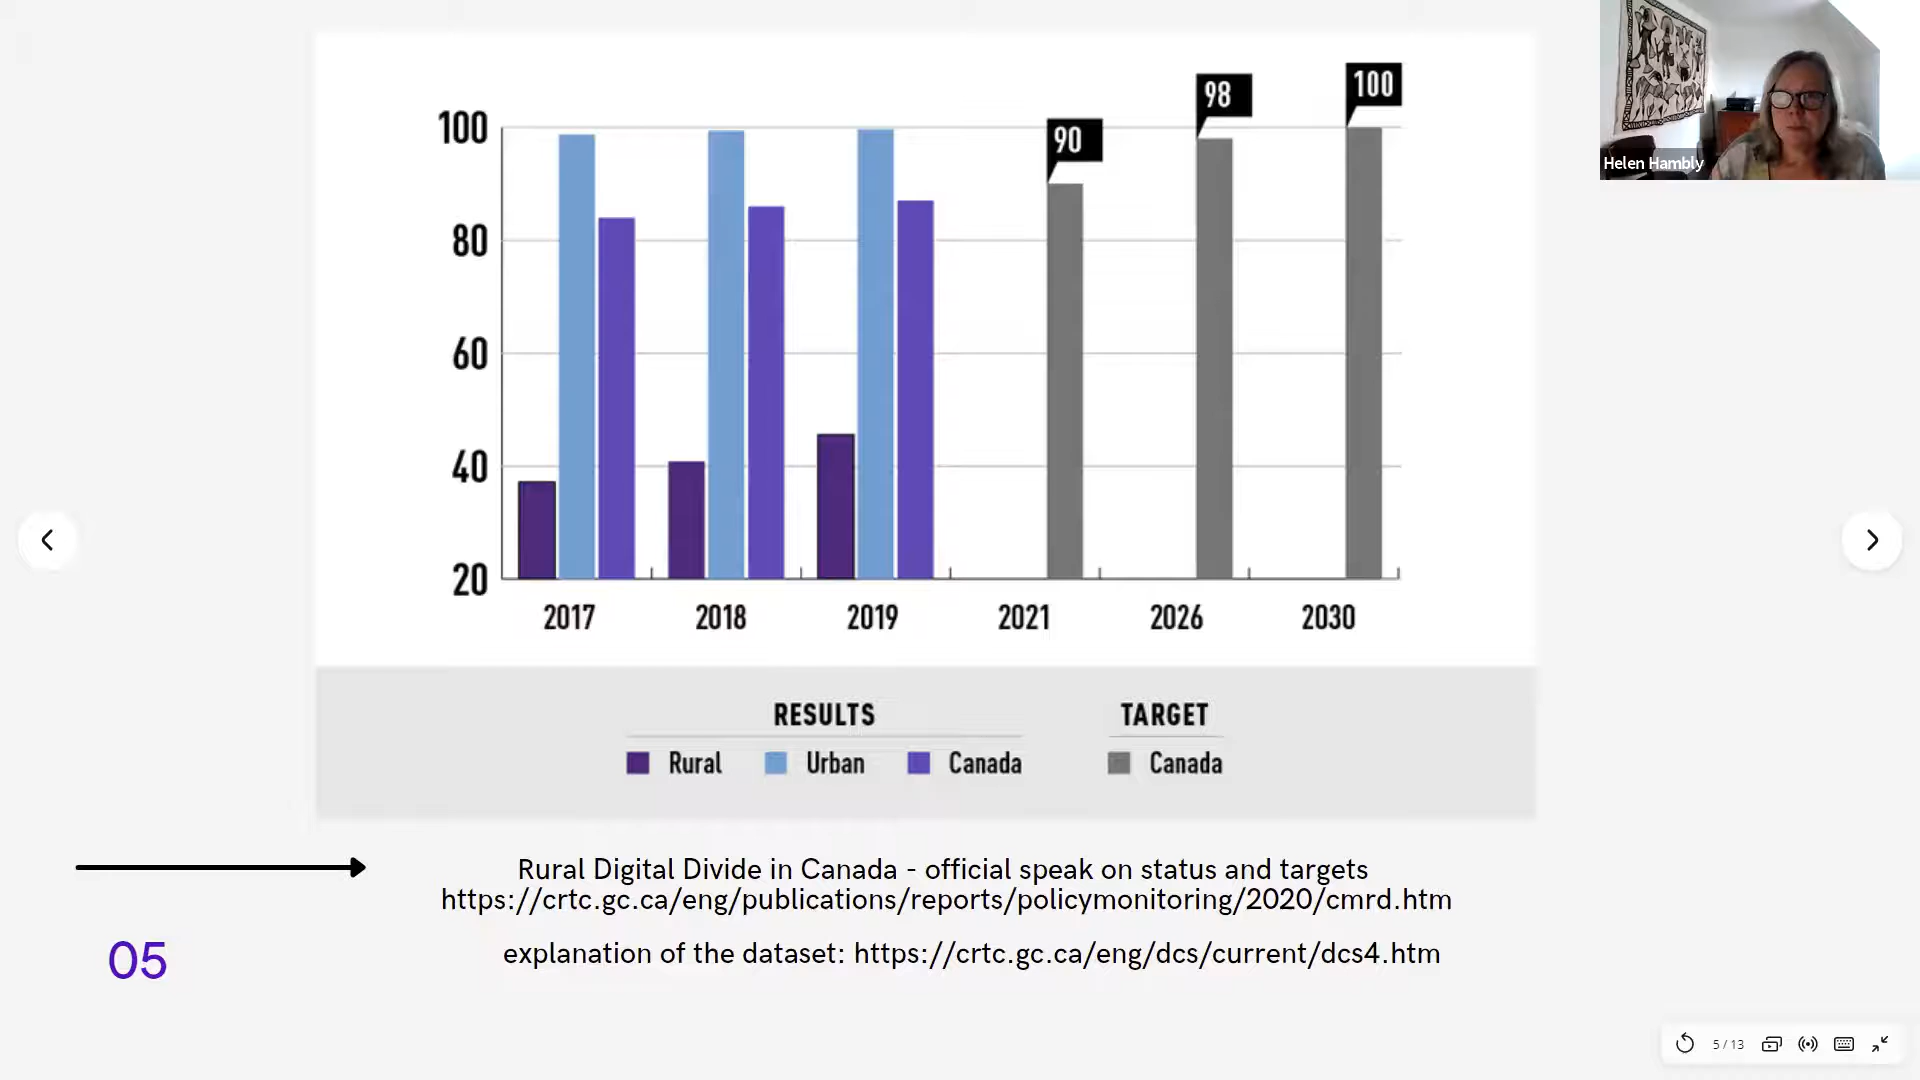 Helen Hambly
100
80
60
40
20
90
98
100
2017 2018 2019 2021 2026 2030
RESULTS TARGET
Rural Urban Canada Canada
Rural Digital Divide in Canada - official speak on status and targets
https://crtc.gc.ca/eng/publications/reports/policymonitoring/2020/cmrd.htm
explanation of the dataset: https://crtc.gc.ca/eng/dcs/current/dcs4.htm
05
5 / 13